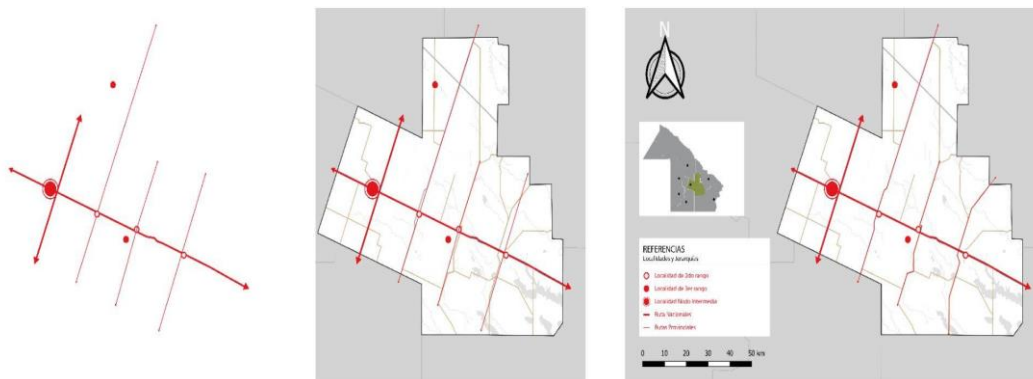 N
REFERENCIAS
Localidades y Jerarquías
Localidad de 2do rango
Localidad de 3er rango
Localidad Nodo Intermedio
Rutas Nacionales
Rutas Provinciales
0 10 20 30 40 50 km